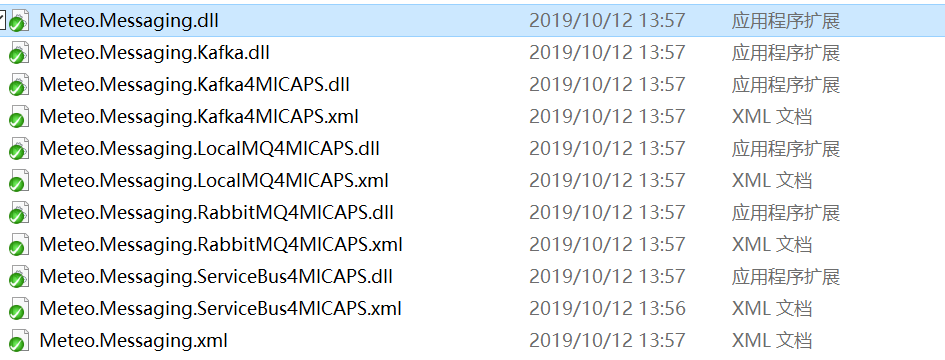 Meteo.Messaging.dll 2019/10/12 13:57 应用程序扩展
Meteo.Messaging.Kafka.dll 2019/10/12 13:57 应用程序扩展
Meteo.Messaging.Kafka4MICAPS.dll 2019/10/12 13:57 应用程序扩展
Meteo.Messaging.Kafka4MICAPS.xml 2019/10/12 13:57 XML 文档
Meteo.Messaging.LocalMQ4MICAPS.dll 2019/10/12 13:57 应用程序扩展
Meteo.Messaging.LocalMQ4MICAPS.xml 2019/10/12 13:57 XML 文档
Meteo.Messaging.RabbitMQ4MICAPS.dll 2019/10/12 13:57 应用程序扩展
Meteo.Messaging.RabbitMQ4MICAPS.xml 2019/10/12 13:57 XML 文档
Meteo.Messaging.ServiceBus4MICAPS.dll 2019/10/12 13:57 应用程序扩展
Meteo.Messaging.ServiceBus4MICAPS.xml 2019/10/12 13:56 XML 文档
Meteo.Messaging.xml 2019/10/12 13:57 XML 文档